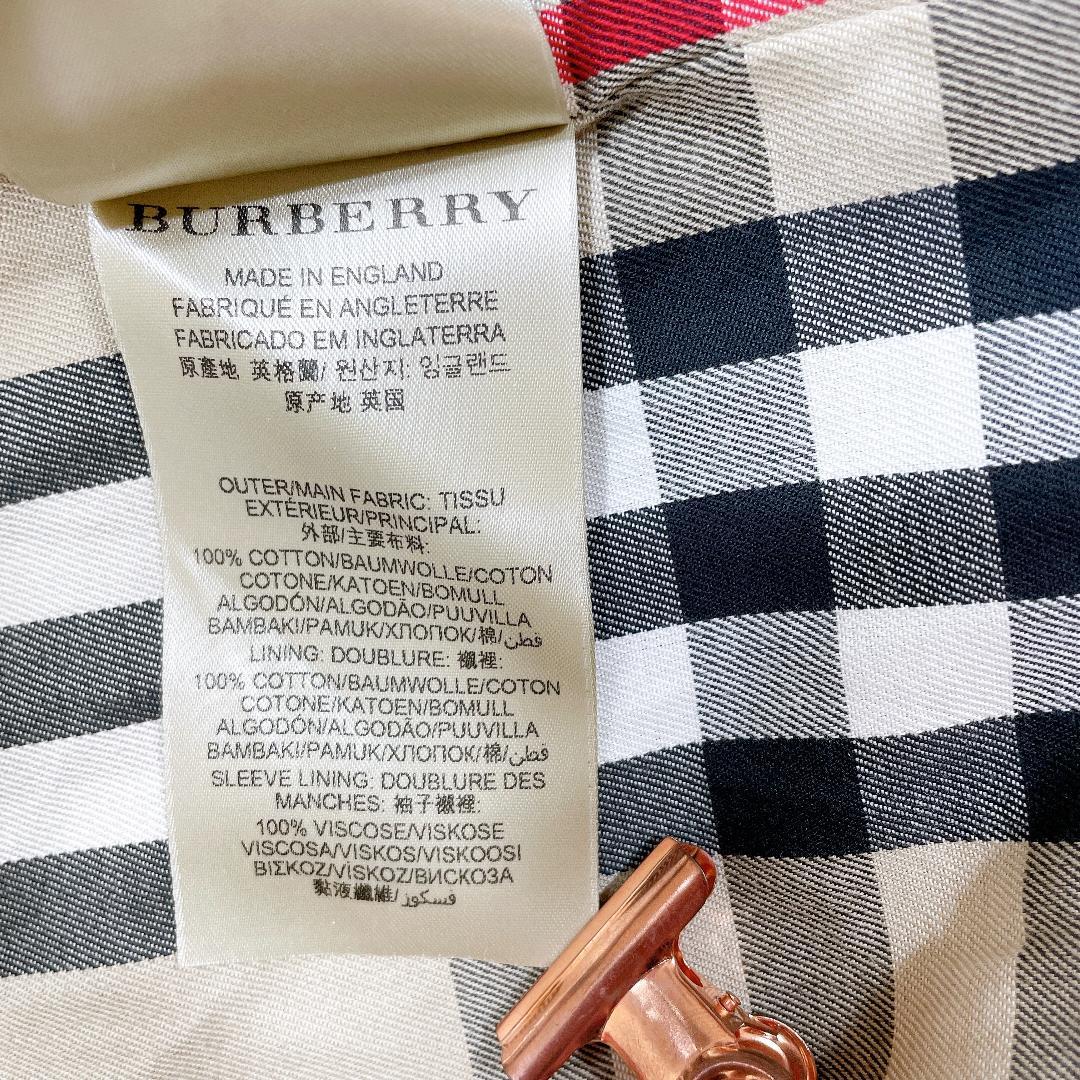 BURBERRY
MADE IN ENGLAND
FABRIQUÉ EN ANGLETERRE
FABRICADO EM INGLATERRA
原產地 英格蘭/ 원산지: 잉글랜드
原产地 英国
OUTER/MAIN FABRIC: TISSU
EXTÉRIEUR/PRINCIPAL:
外部/主要布料:
100% COTTON/BAUMWOLLE/COTON
COTONE/KATOEN/BOMULL
ALGODÓN/ALGODÃO/PUUVILLA
BAMBAKI/PAMUK/ХЛОПОК/棉/قطن
LINING: DOUBLURE: 襯裡:
100% COTTON/BAUMWOLLE/COTON
COTONE/KATOEN/BOMULL
ALGODÓN/ALGODÃO/PUUVILLA
BAMBAKI/PAMUK/ХЛОПОК/棉/قطن
SLEEVE LINING: DOUBLURE DES
MANCHES: 袖子襯裡:
100% VISCOSE/VISKOSE
VISCOSA/VISKOS/VISKOOSI
ΒΙΣΚΟΖ/VİSKOZ/ВИСКОЗА
黏液纖維/فسكوز